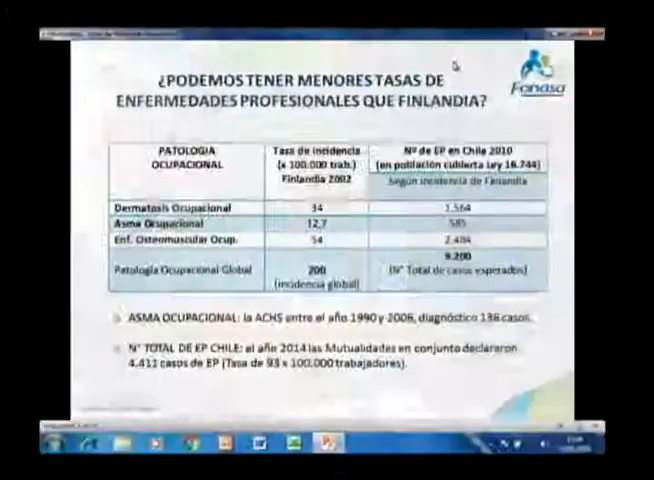 ¿PODEMOS TENER MENORES TASAS DE
ENFERMEDADES PROFESIONALES QUE FINLANDIA?
Fonasa
PATOLOGIA
OCUPACIONAL
Tasa de Incidencia
(x 100.000 trab.)
Finlandia 2002
Nº de EP en Chile 2010
(en población cubierta Ley 16.744)
Según incidencia de Finlandia
Dermatosis Ocupacional
34
1.564
Asma Ocupacional
12,7
585
Enf. Osteomuscular Ocup.
54
2.484
Patología Ocupacional Global
200
(incidencia global)
9.200
(N° Total de casos esperados)
ASMA OCUPACIONAL: la ACHS entre el año 1990 y 2006, diagnóstico 136 casos.
N° TOTAL DE EP CHILE: el año 2014 las Mutualidades en conjunto declararon
4.411 casos de EP (Tasa de 93 x 100.000 trabajadores).